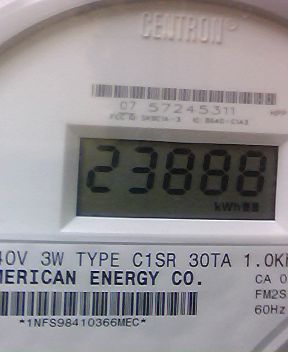 CENTRON®
07 57245311
23888
kWh
40V 3W TYPE C1SR 30TA 1.0K
MERICAN ENERGY CO.
CA 0
FM2S
60Hz
*1NFS98410366MEC*